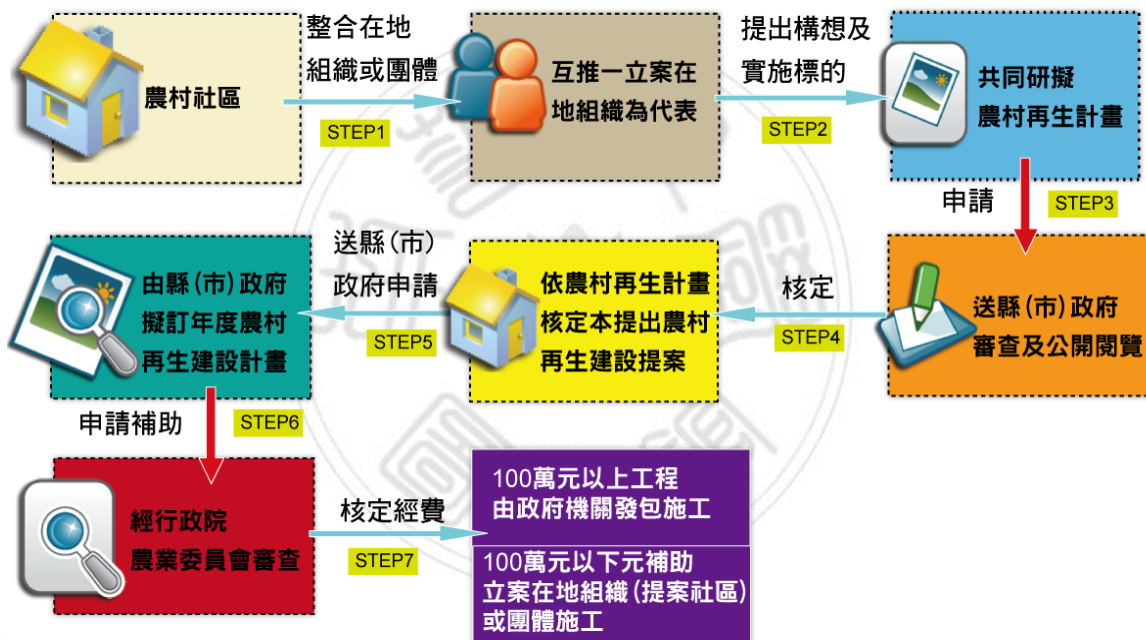 整合在地
組織或團體
農村社區
STEP1
互推一立案在
地組織為代表
提出構想及
實施標的
STEP2
共同研擬
農村再生計畫
申請
STEP3
送縣(市)政府
審查及公開閱覽
核定
STEP4
依農村再生計畫
核定本提出農村
再生建設提案
送縣(市)
政府申請
STEP5
由縣(市)政府
擬訂年度農村
再生建設計畫
申請補助
STEP6
經行政院
農業委員會審查
核定經費
STEP7
100萬元以上工程
由政府機關發包施工
100萬元以下元補助
立案在地組織(提案社區)
或團體施工